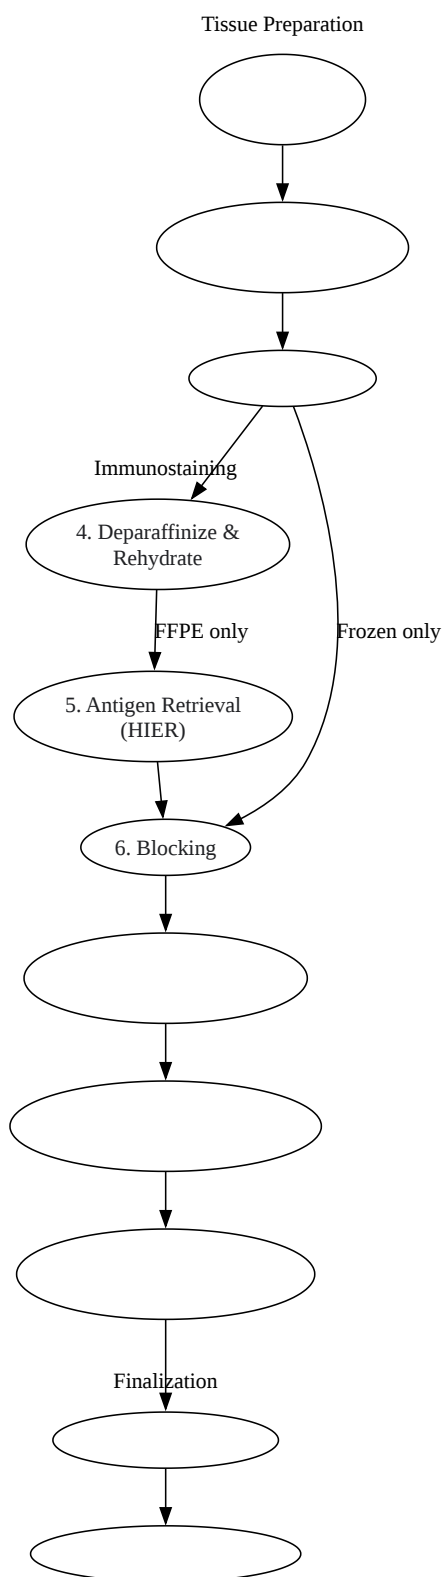 Tissue Preparation
Immunostaining
4. Deparaffinize &
Rehydrate
FFPE only
Frozen only
5. Antigen Retrieval
(HIER)
6. Blocking
Finalization